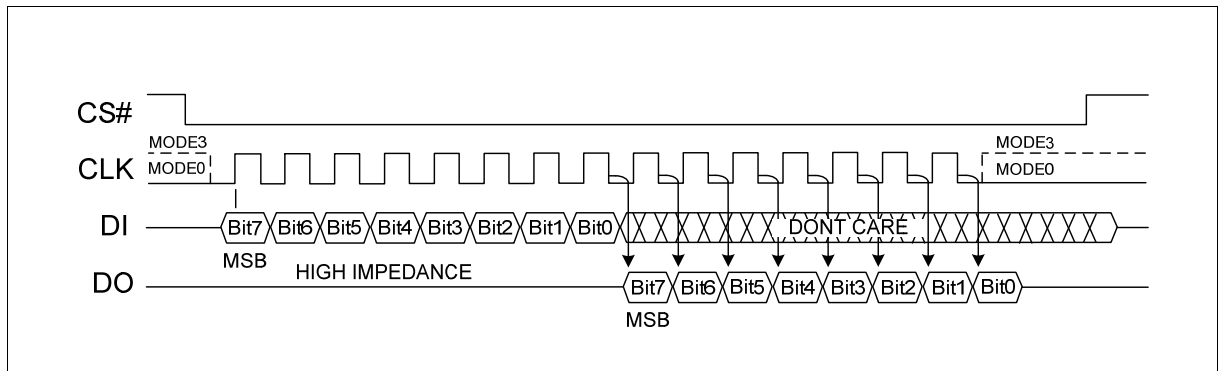 CS#
MODE3 MODE3
CLK MODE0 MODE0
DI Bit7 Bit6 Bit5 Bit4 Bit3 Bit2 Bit1 Bit0 DONT CARE
MSB HIGH IMPEDANCE
DO Bit7 Bit6 Bit5 Bit4 Bit3 Bit2 Bit1 Bit0
MSB